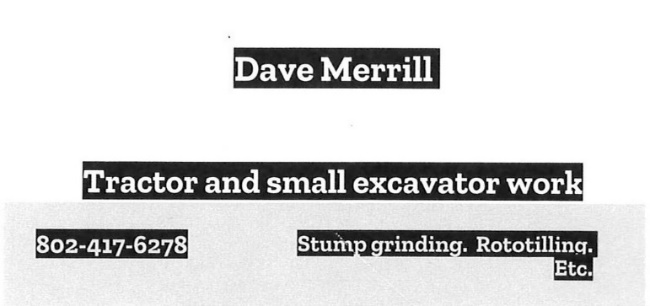 Dave Merrill
Tractor and small excavator work
802-417-6278
Stump grinding. Rototilling.
Etc.